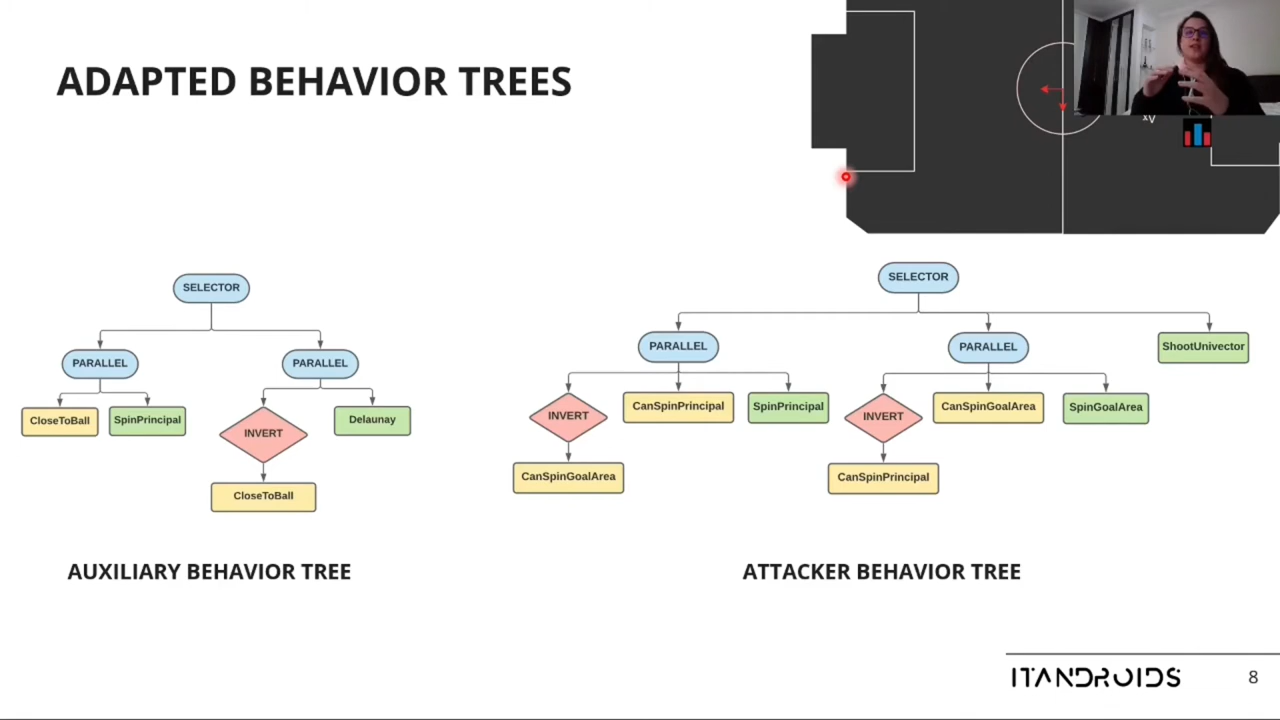 ADAPTED BEHAVIOR TREES
xv
SELECTOR
PARALLEL
PARALLEL
CloseToBall
SpinPrincipal
INVERT
Delaunay
CloseToBall
AUXILIARY BEHAVIOR TREE
SELECTOR
PARALLEL
PARALLEL
ShootUnivector
INVERT
CanSpinPrincipal
SpinPrincipal
INVERT
CanSpinGoalArea
SpinGoalArea
CanSpinGoalArea
CanSpinPrincipal
ATTACKER BEHAVIOR TREE
ITANDROIDS
8